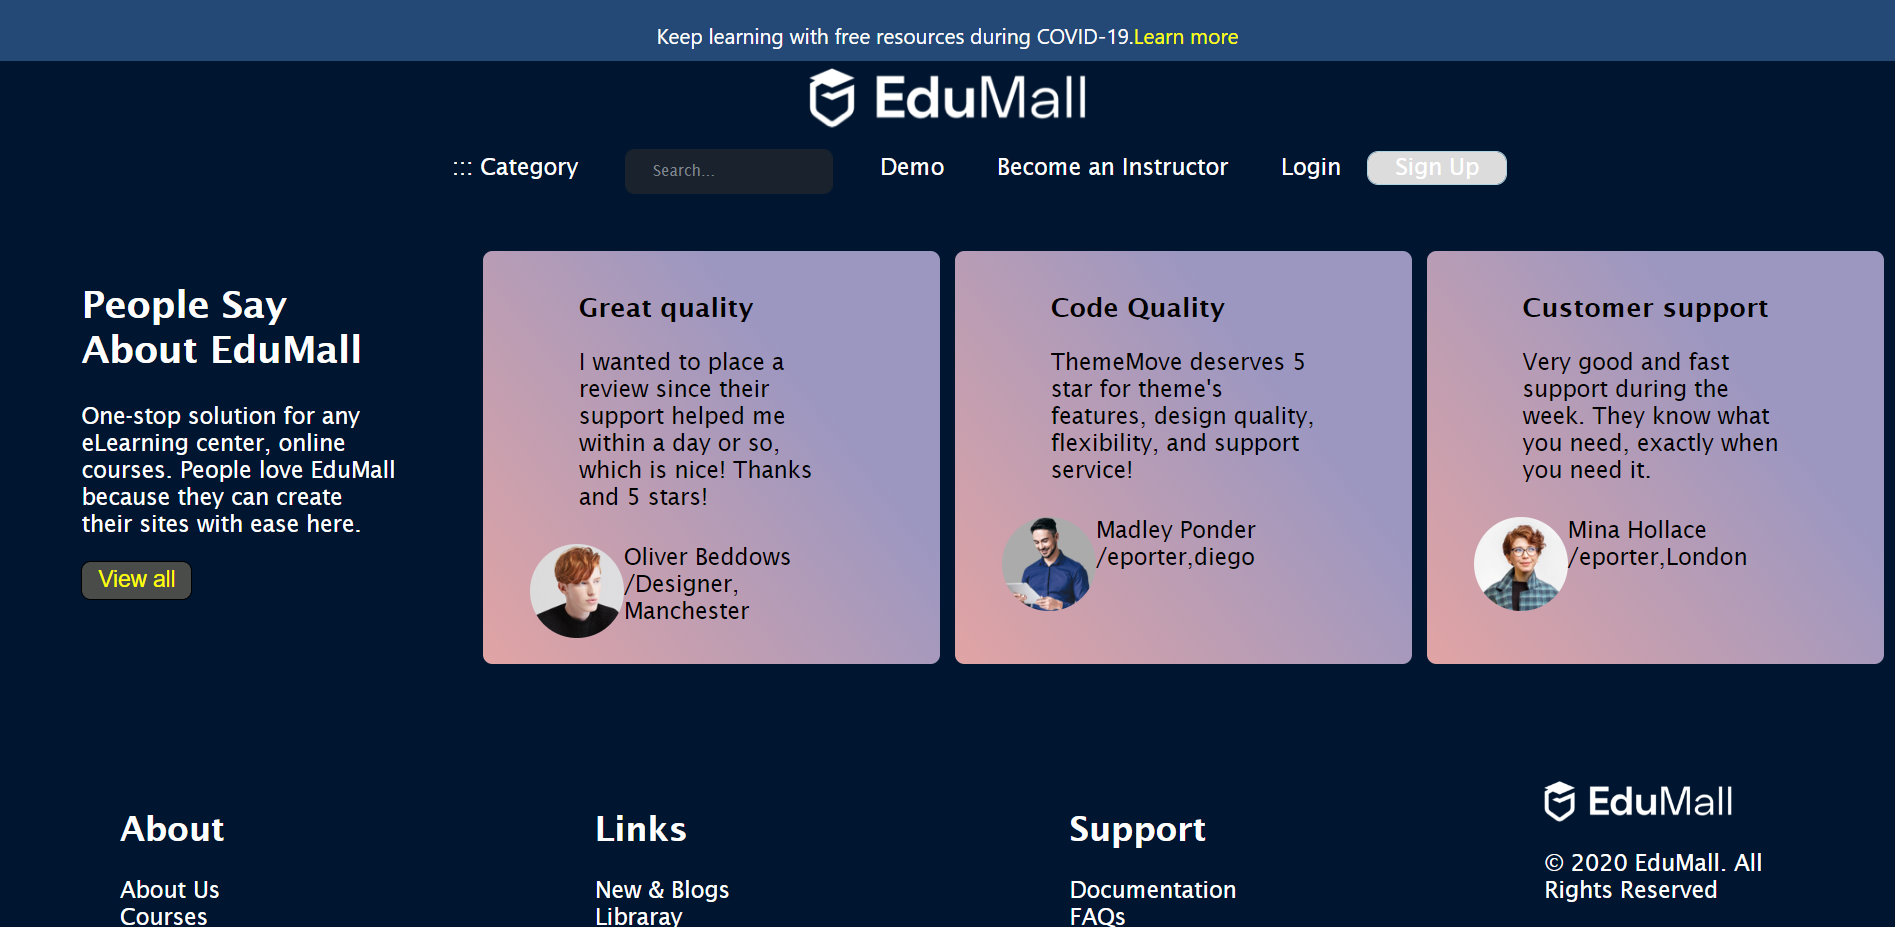 Keep learning with free resources during COVID-19.Learn more
EduMall
::: Category
Search...
Demo
Become an Instructor
Login
Sign Up
People Say
About EduMall
One-stop solution for any
eLearning center, online
courses. People love EduMall
because they can create
their sites with ease here.
View all
Great quality
I wanted to place a
review since their
support helped me
within a day or so,
which is nice! Thanks
and 5 stars!
Oliver Beddows
/Designer,
Manchester
Code Quality
ThemeMove deserves 5
star for theme's
features, design quality,
flexibility, and support
service!
Madley Ponder
/eporter,diego
Customer support
Very good and fast
support during the
week. They know what
you need, exactly when
you need it.
Mina Hollace
/eporter,London
About
About Us
Courses
Links
New & Blogs
Libraray
Support
Documentation
FAQs
EduMall
© 2020 EduMall. All
Rights Reserved